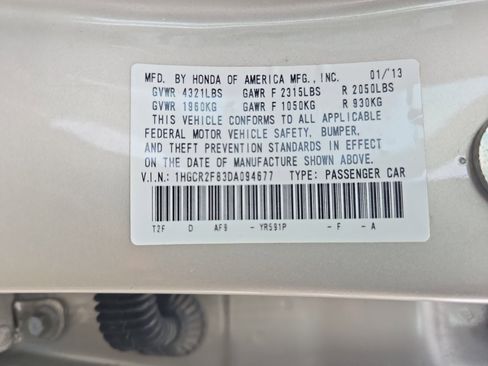 MFD. BY HONDA OF AMERICA MFG., INC. 01/'13
GVWR 4321LBS GAWR F 2315LBS R 2050LBS
GVWR 1960KG GAWR F 1050KG R 930KG
THIS VEHICLE CONFORMS TO ALL APPLICABLE
FEDERAL MOTOR VEHICLE SAFETY, BUMPER,
AND THEFT PREVENTION STANDARDS IN EFFECT
ON THE DATE OF MANUFACTURE SHOWN ABOVE.
V.I.N.: 1HGCR2F83DA094677 TYPE: PASSENGER CAR
T2F D AF9 - YR591P - F - A